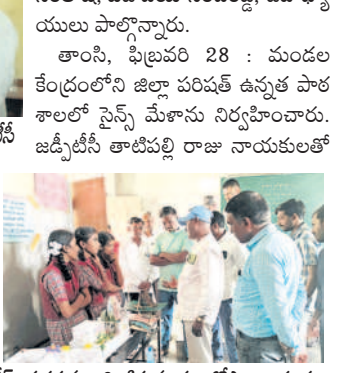 యులు పాల్గొన్నారు.
తాంసి, ఫిబ్రవరి 28 : మండల
కేంద్రంలోని జిల్లా పరిషత్ ఉన్నత పాఠ
శాలలో సైన్స్ మేళాను నిర్వహించారు.
జడ్పీటీసీ తాటిపల్లి రాజు నాయకులతో